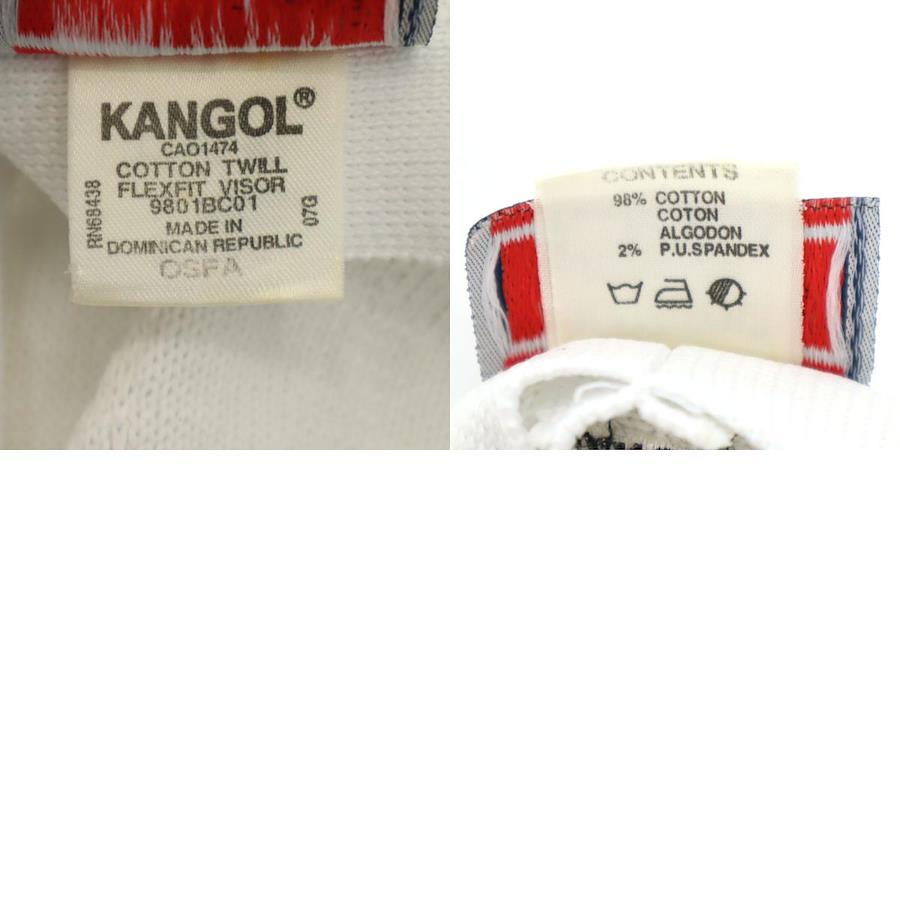 KANGOL®
CAO1474
COTTON TWILL
FLEXFIT VISOR
9801BC01
MADE IN
DOMINICAN REPUBLIC
OSFA
RN68438
07G
CONTENTS
98% COTTON
COTON
ALGODON
2% P.U.SPANDEX